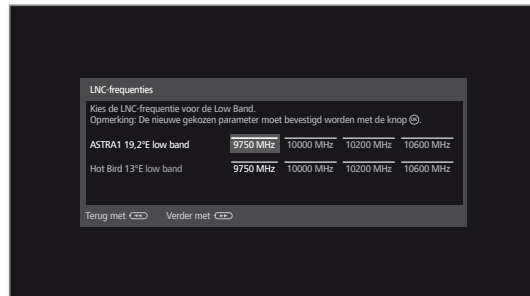 LNC-frequenties
Kies de LNC-frequentie voor de Low Band.
Opmerking: De nieuwe gekozen parameter moet bevestigd worden met de knop OK.
ASTRA1 19,2°E low band 9750 MHz 10000 MHz 10200 MHz 10600 MHz
Hot Bird 13°E low band 9750 MHz 10000 MHz 10200 MHz 10600 MHz
Terug met Verder met